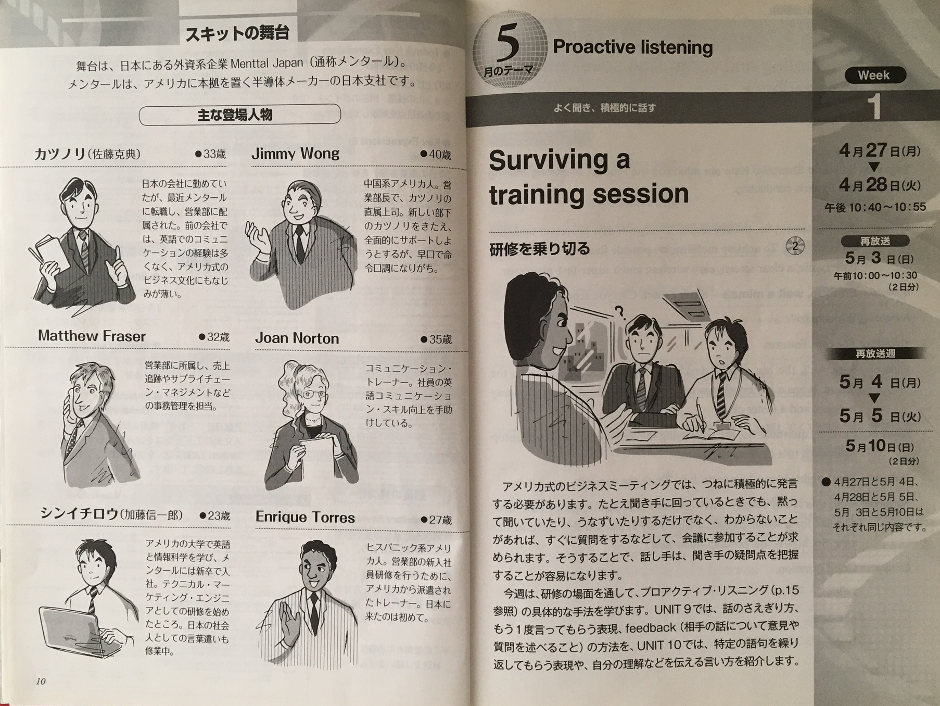 スキットの舞台
舞台は、日本にある外資系企業 Menttal Japan（通称メンタール）。
メンタールは、アメリカに本拠を置く半導体メーカーの日本支社です。
主な登場人物
カツノリ（佐藤克典） ●33歳
日本の会社に勤めてい
たが、最近メンタール
に転職し、営業部に配
属された。前の会社で
は、英語でのコミュニ
ケーションの経験は多
くなく、アメリカ式の
ビジネス文化にもなじ
みが薄い。
Jimmy Wong ●40歳
中国系アメリカ人。営
業部長で、カツノリの
直属上司。新しい部下
のカツノリをきたえ、
全面的にサポートしよ
うとするが、早口で命
令口調になりがち。
Matthew Fraser ●32歳
営業部に所属し、売上
追跡やサプライチェー
ン・マネジメントなど
の事務管理を担当。
Joan Norton ●35歳
コミュニケーション・
トレーナー。社員の英
語コミュニケーション
・スキル向上を手助
けしている。
シンイチロウ（加藤信一郎） ●23歳
アメリカの大学で英語
と情報科学を学び、メ
ンタールには新卒で入
社。テクニカル・マー
ケティング・エンジニ
アとしての研修を始め
たところ。日本の社会
人としての言葉遣いも
修業中。
Enrique Torres ●27歳
ヒスパニック系アメリ
カ人。営業部の新入社
員研修を行うために、
アメリカから派遣され
たトレーナー。日本に
来たのは初めて。
10
5
月のテーマ
Proactive listening
よく聞き、積極的に話す
Surviving a
training session
研修を乗り切る
2
?
アメリカ式のビジネスミーティングでは、つねに積極的に発言
する必要があります。たとえ聞き手に回っているときでも、黙っ
て聞いていたり、うなずいたりするだけでなく、わからないこと
があれば、すぐに質問をするなどして、会議に参加することが求
められます。そうすることで、話し手は、聞き手の疑問点を把握
することが容易になります。
今週は、研修の場面を通して、プロアクティブ・リスニング（p.15
参照）の具体的な手法を学びます。UNIT 9では、話のさえぎり方、
もう1度言ってもらう表現、feedback（相手の話について意見や
質問を述べること）の方法を、UNIT 10では、特定の語句を繰り
返してもらう表現や、自分の理解などを伝える言い方を紹介します。
Week
1
4月27日（月）
▼
4月28日（火）
午後 10:40〜10:55
再放送
5月 3日（日）
午前10:00〜10:30
（2日分）
再放送週
5月 4日（月）
▼
5月 5日（火）
5月10日（日）
（2日分）
●4月27日と5月 4日、
4月28日と5月 5日、
5月 3日と5月10日は
それぞれ同じ内容です。